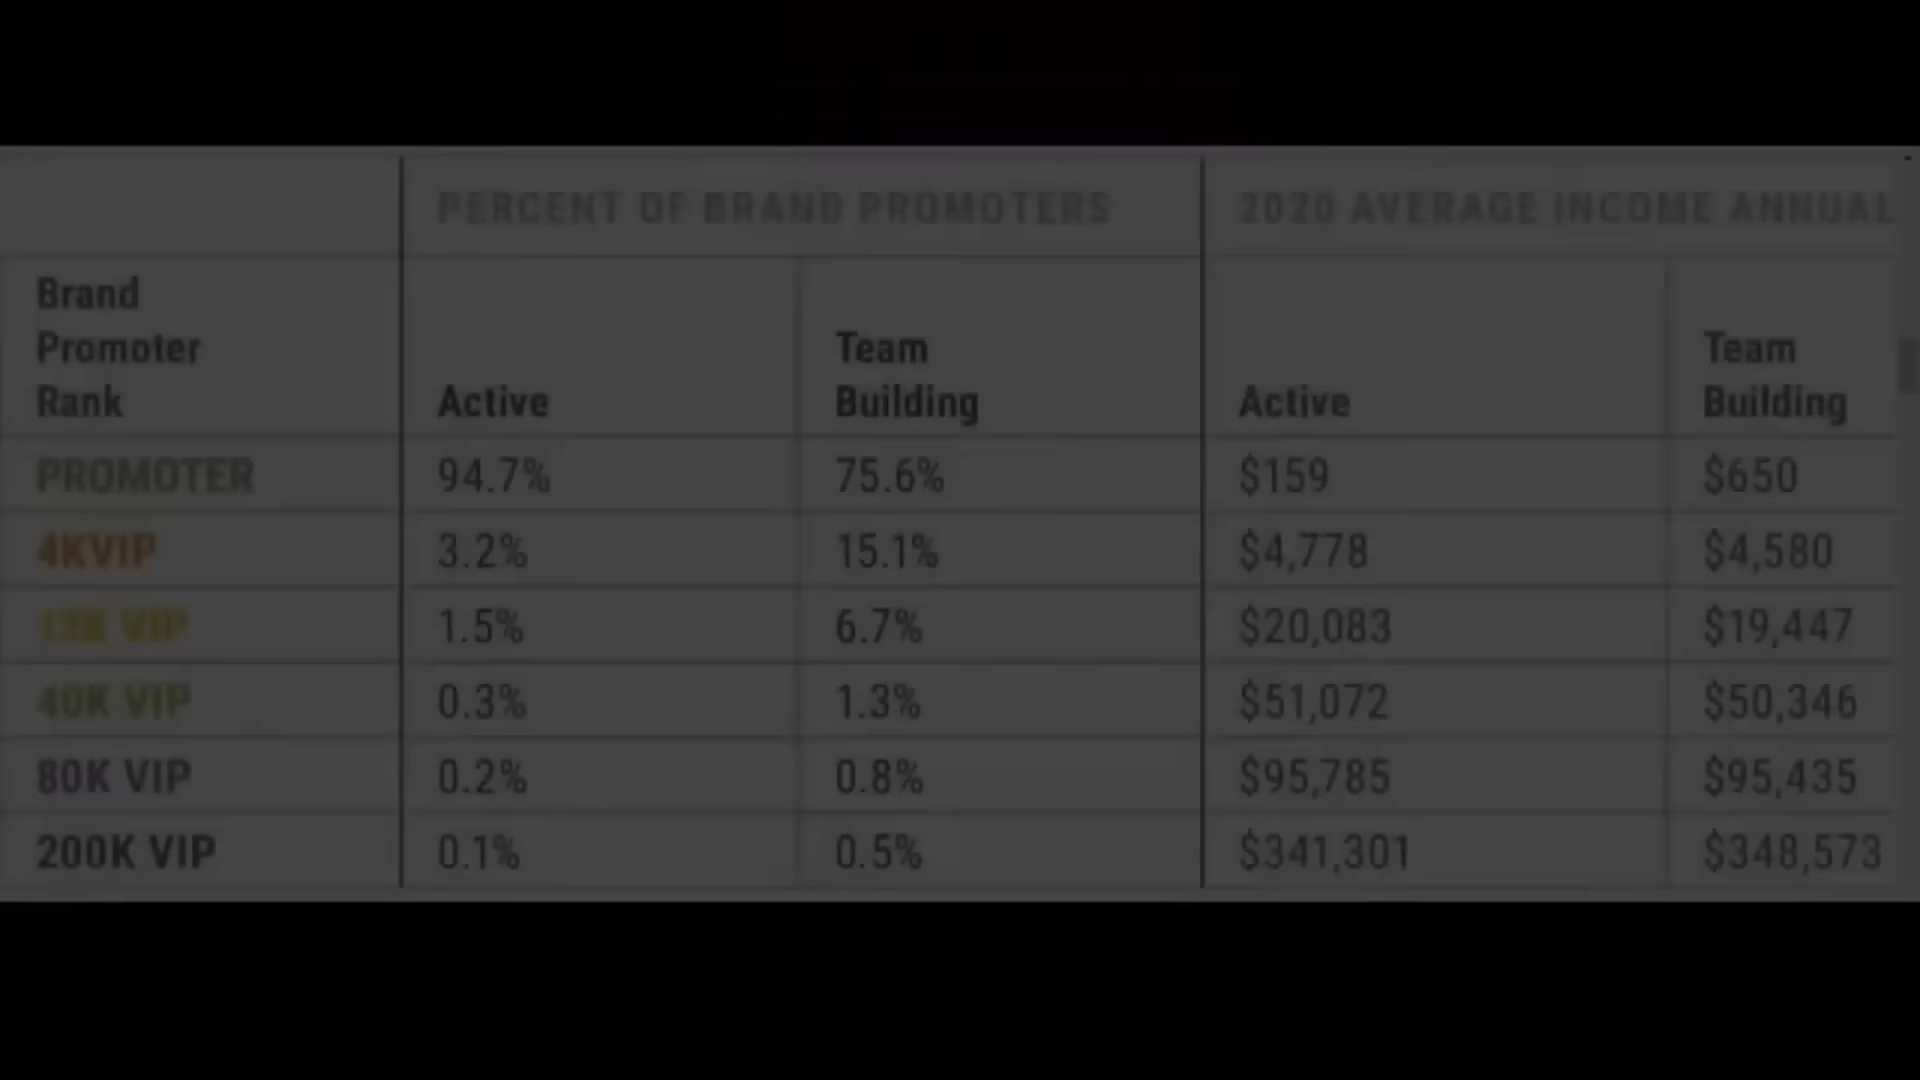 PERCENT OF BRAND PROMOTERS 2020 AVERAGE INCOME ANNUAL
Brand
Promoter
Rank
Active
Team
Building
Active
Team
Building
PROMOTER 94.7% 75.6% $159 $650
4KVIP 3.2% 15.1% $4,778 $4,580
12K VIP 1.5% 6.7% $20,083 $19,447
40K VIP 0.3% 1.3% $51,072 $50,346
80K VIP 0.2% 0.8% $95,785 $95,435
200K VIP 0.1% 0.5% $341,301 $348,573